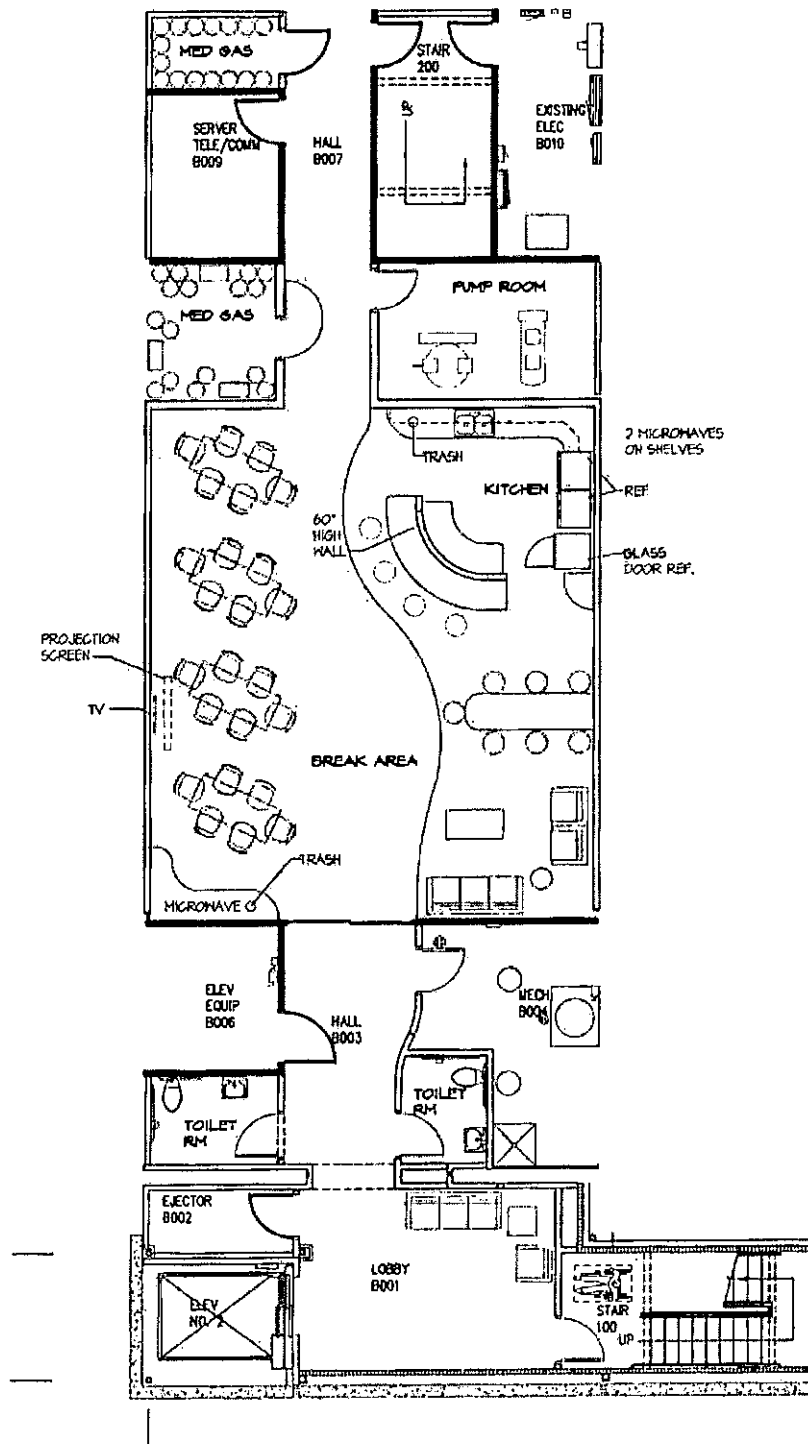 MED GAS
STAIR
200
SERVER
TELE/COMM
B009
HALL
B007
EXISTING
ELEC
B010
UP
MED GAS
PUMP ROOM
TRASH
2 MICROWAVES
ON SHELVES
KITCHEN
REF
60"
HIGH
WALL
GLASS
DOOR REF.
PROJECTION
SCREEN
TV
BREAK AREA
TRASH
MICROWAVE
ELEV
EQUIP
B006
HALL
B003
MECH
B004
TOILET
RM
TOILET
RM
EJECTOR
B002
LOBBY
B001
ELEV
NO. 2
STAIR
100
UP